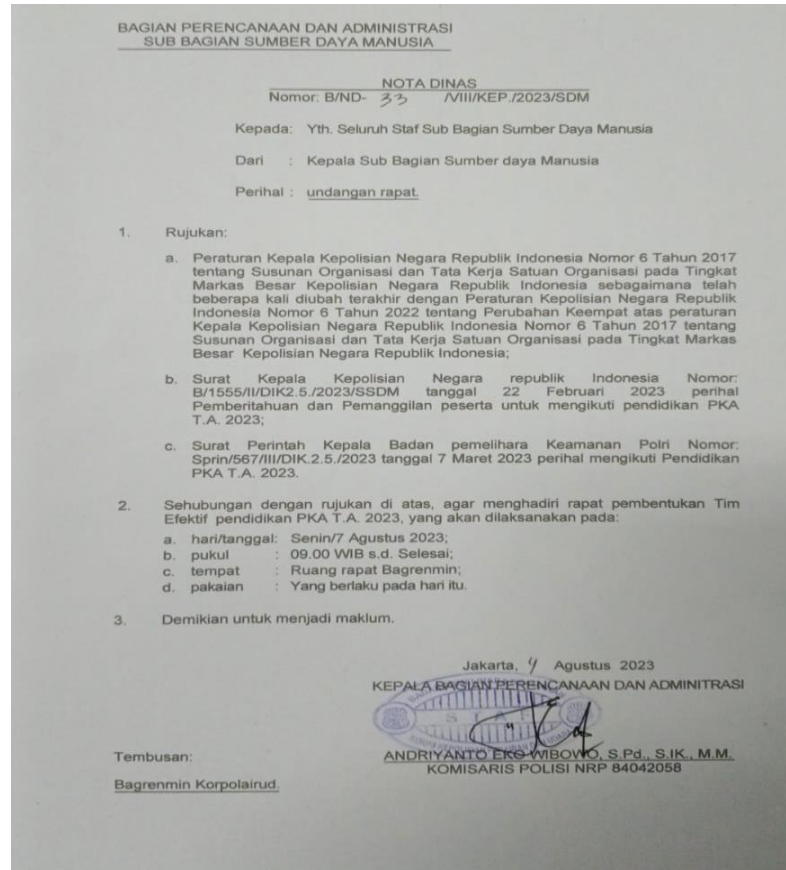 BAGIAN PERENCANAAN DAN ADMINISTRASI
SUB BAGIAN SUMBER DAYA MANUSIA
NOTA DINAS
Nomor: B/ND- 33 /VIII/KEP./2023/SDM
Kepada: Yth. Seluruh Staf Sub Bagian Sumber Daya Manusia
Dari : Kepala Sub Bagian Sumber daya Manusia
Perihal : undangan rapat.
1. Rujukan:
a. Peraturan Kepala Kepolisian Negara Republik Indonesia Nomor 6 Tahun 2017
tentang Susunan Organisasi dan Tata Kerja Satuan Organisasi pada Tingkat
Markas Besar Kepolisian Negara Republik Indonesia sebagaimana telah
beberapa kali diubah terakhir dengan Peraturan Kepolisian Negara Republik
Indonesia Nomor 6 Tahun 2022 tentang Perubahan Keempat atas peraturan
Kepala Kepolisian Negara Republik Indonesia Nomor 6 Tahun 2017 tentang
Susunan Organisasi dan Tata Kerja Satuan Organisasi pada Tingkat Markas
Besar Kepolisian Negara Republik Indonesia;
b. Surat Kepala Kepolisian Negara republik Indonesia Nomor:
B/1555/II/DIK2.5./2023/SSDM tanggal 22 Februari 2023 perihal
Pemberitahuan dan Pemanggilan peserta untuk mengikuti pendidikan PKA
T.A. 2023;
c. Surat Perintah Kepala Badan pemelihara Keamanan Polri Nomor:
Sprin/567/III/DIK.2.5./2023 tanggal 7 Maret 2023 perihal mengikuti Pendidikan
PKA T.A. 2023.
2. Sehubungan dengan rujukan di atas, agar menghadiri rapat pembentukan Tim
Efektif pendidikan PKA T.A. 2023, yang akan dilaksanakan pada:
a. hari/tanggal: Senin/7 Agustus 2023;
b. pukul : 09.00 WIB s.d. Selesai;
c. tempat : Ruang rapat Bagrenmin;
d. pakaian : Yang berlaku pada hari itu.
3. Demikian untuk menjadi maklum.
Jakarta, 4 Agustus 2023
KEPALA BAGIAN PERENCANAAN DAN ADMINITRASI
STAF
ANDRIYANTO EKO WIBOWO, S.Pd., S.IK., M.M.
KOMISARIS POLISI NRP 84042058
Tembusan:
Bagrenmin Korpolairud.